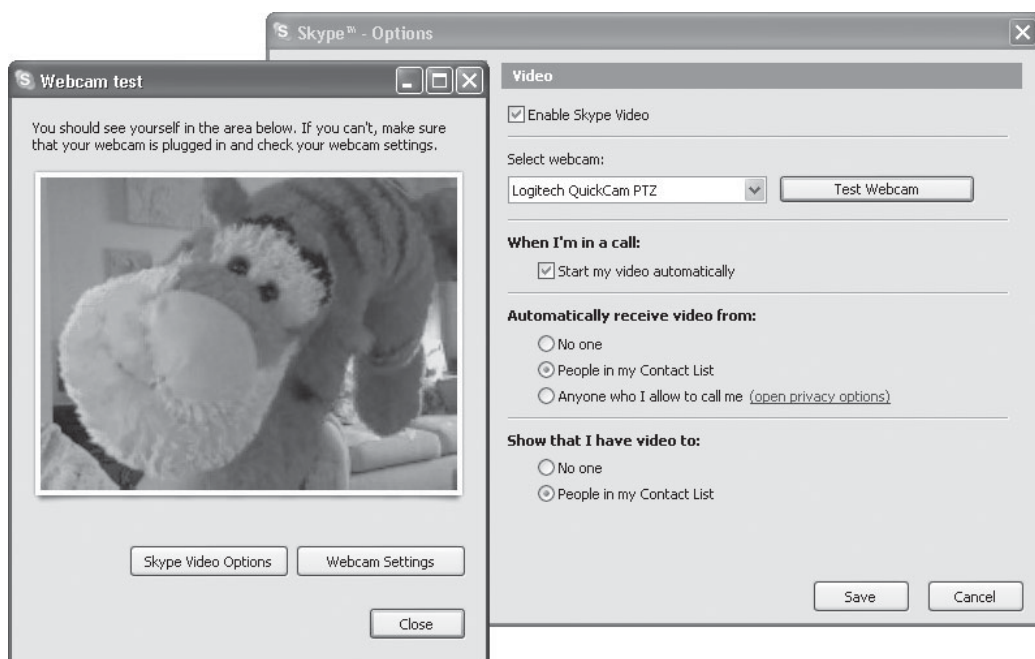 Skype™ - Options
Webcam test
You should see yourself in the area below. If you can't, make sure
that your webcam is plugged in and check your webcam settings.
Skype Video Options
Webcam Settings
Close
Video
Enable Skype Video
Select webcam:
Logitech QuickCam PTZ
Test Webcam
When I'm in a call:
Start my video automatically
Automatically receive video from:
No one
People in my Contact List
Anyone who I allow to call me (open privacy options)
Show that I have video to:
No one
People in my Contact List
Save
Cancel